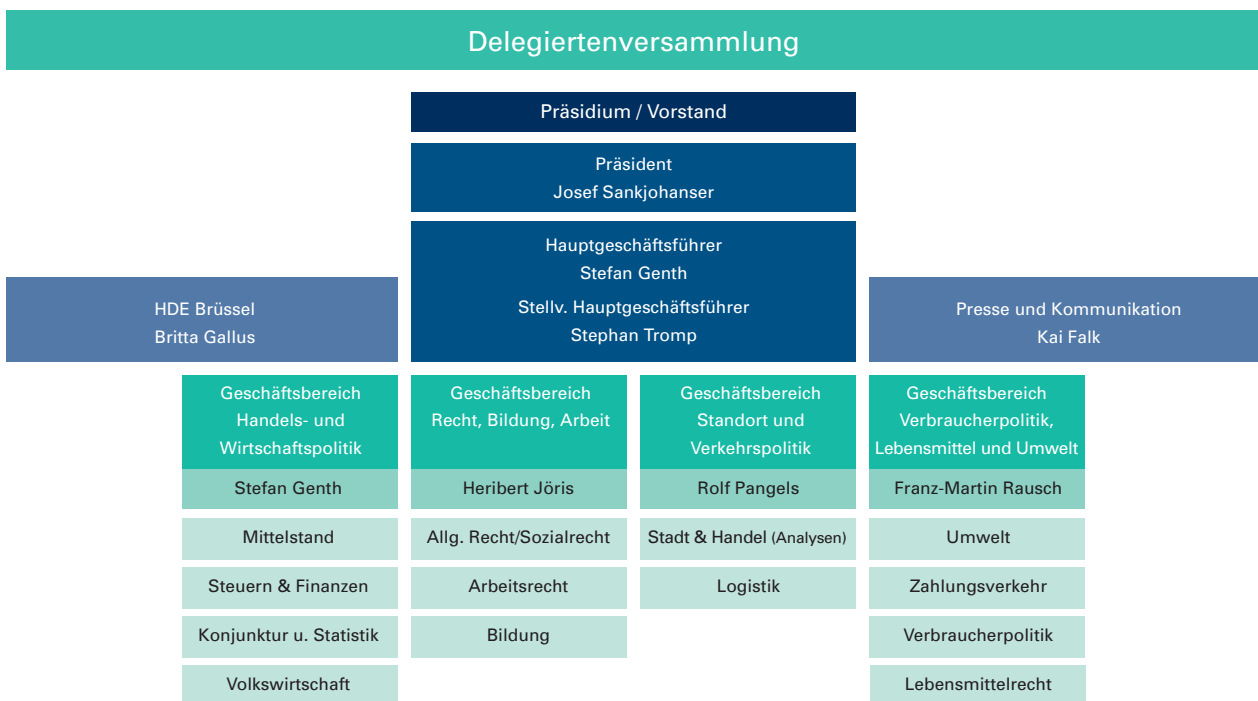 Delegiertenversammlung
Präsidium / Vorstand
Präsident
Josef Sankjohanser
Hauptgeschäftsführer
Stefan Genth
Stellv. Hauptgeschäftsführer
Stephan Tromp
HDE Brüssel
Britta Gallus
Presse und Kommunikation
Kai Falk
Geschäftsbereich
Handels- und
Wirtschaftspolitik
Stefan Genth
Mittelstand
Steuern & Finanzen
Konjunktur u. Statistik
Volkswirtschaft
Geschäftsbereich
Recht, Bildung, Arbeit
Heribert Jöris
Allg. Recht/Sozialrecht
Arbeitsrecht
Bildung
Geschäftsbereich
Standort und
Verkehrspolitik
Rolf Pangels
Stadt & Handel (Analysen)
Logistik
Geschäftsbereich
Verbraucherpolitik,
Lebensmittel und Umwelt
Franz-Martin Rausch
Umwelt
Zahlungsverkehr
Verbraucherpolitik
Lebensmittelrecht